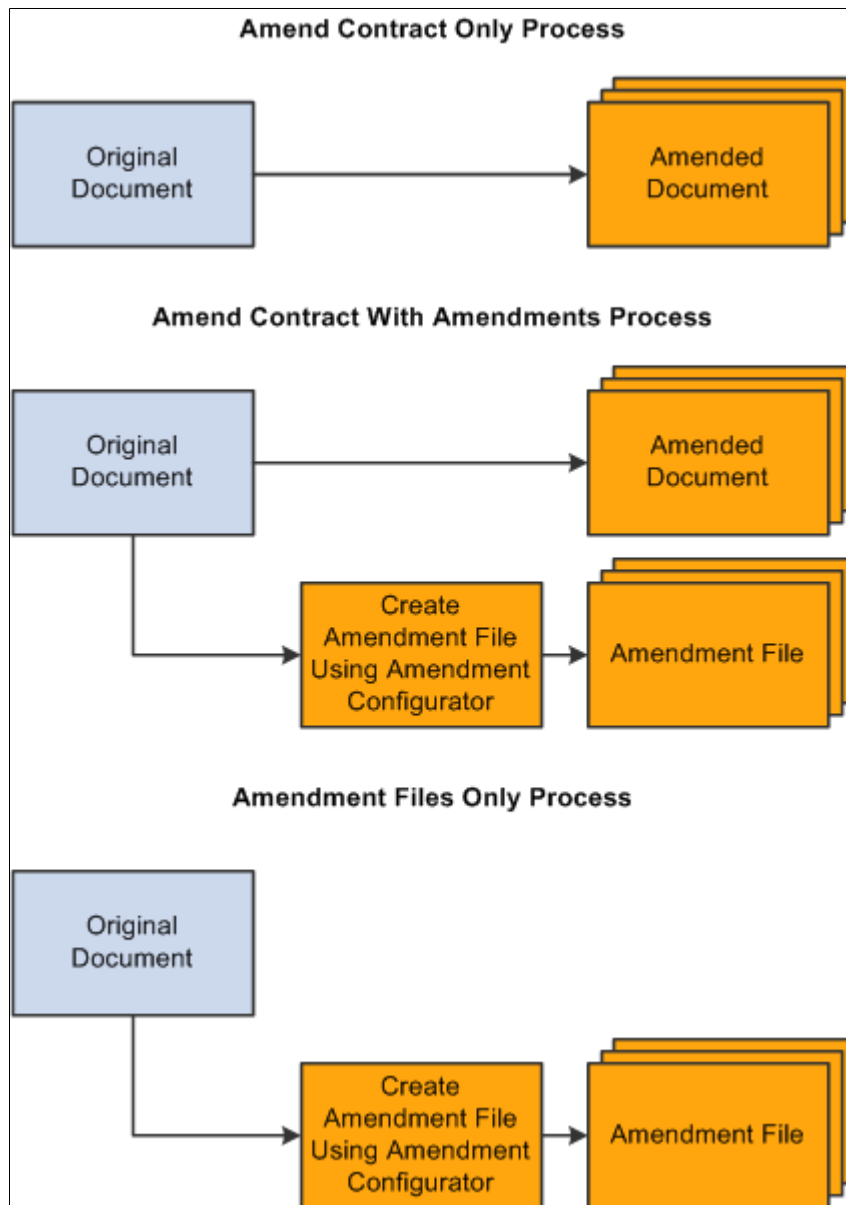 Amend Contract Only Process
Original
Document
Amended
Document
Amend Contract With Amendments Process
Original
Document
Amended
Document
Create
Amendment File
Using Amendment
Configurator
Amendment File
Amendment Files Only Process
Original
Document
Create
Amendment File
Using Amendment
Configurator
Amendment File